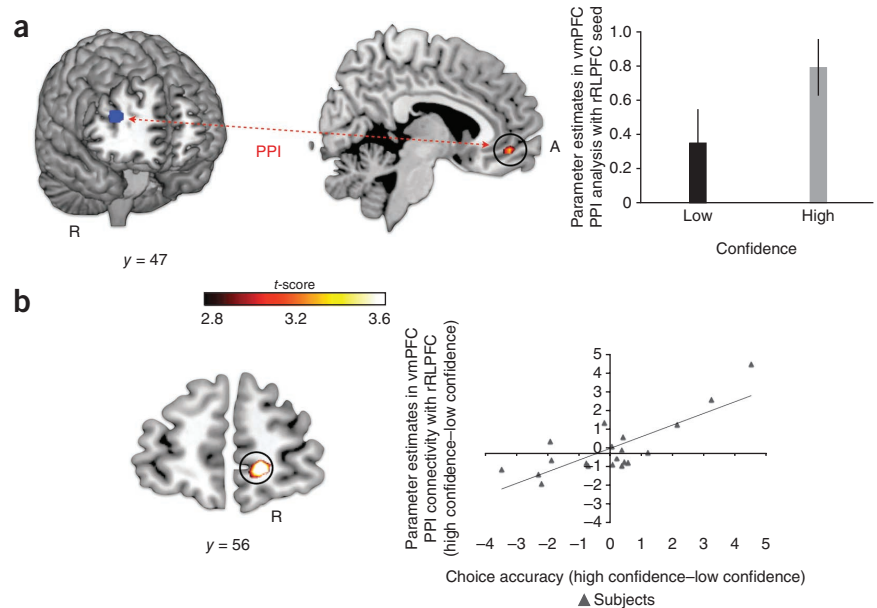 a
PPI
A
R
y = 47
Parameter estimates in vmPFC
PPI analysis with rRLPFC seed
1.0
0.8
0.6
0.4
0.2
0
Low High
Confidence
b
t-score
2.8 3.2 3.6
R
y = 56
Parameter estimates in vmPFC
PPI connectivity with rRLPFC
(high confidence–low confidence)
5
4
3
2
1
0
−1
−2
−3
−4
−4 −3 −2 −1 0 1 2 3 4 5
Choice accuracy (high confidence–low confidence)
▲ Subjects